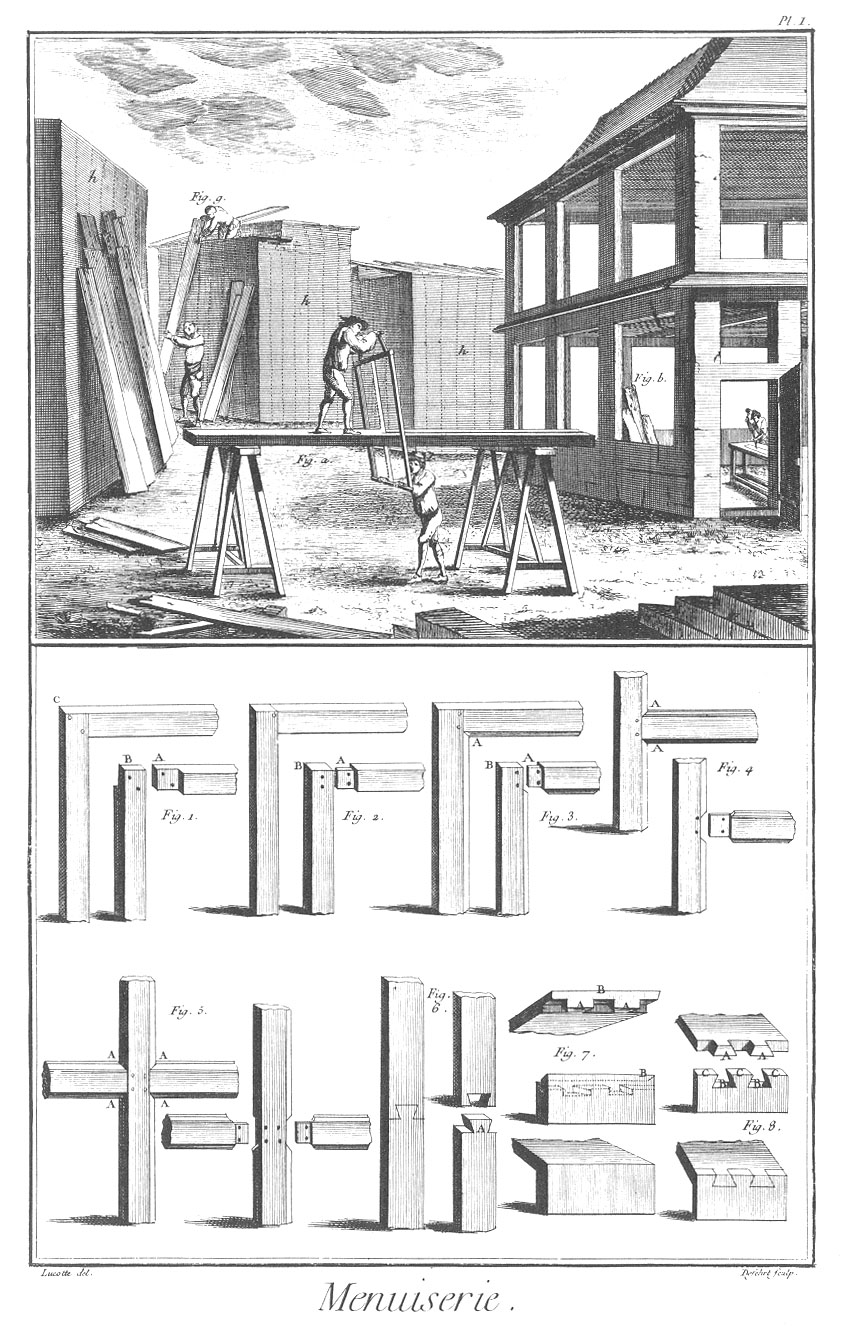 Pl. 1.
h
Fig. g.
h
h
Fig. b.
Fig. a.
C
B A
Fig. 1.
B A
Fig. 2.
A
B A
Fig. 3.
A
A
Fig. 4
Fig. 5.
A A
A A
Fig.
6.
A
B
A A
Fig. 7.
B
A A
C C C
B B
Fig. 8.
Lucotte del.
Defehrt sculp.
Menuiserie.